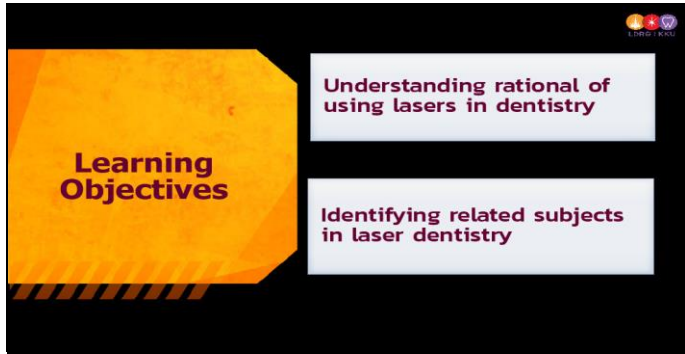 LDRG | KKU
Learning
Objectives
Understanding rational of
using lasers in dentistry
Identifying related subjects
in laser dentistry